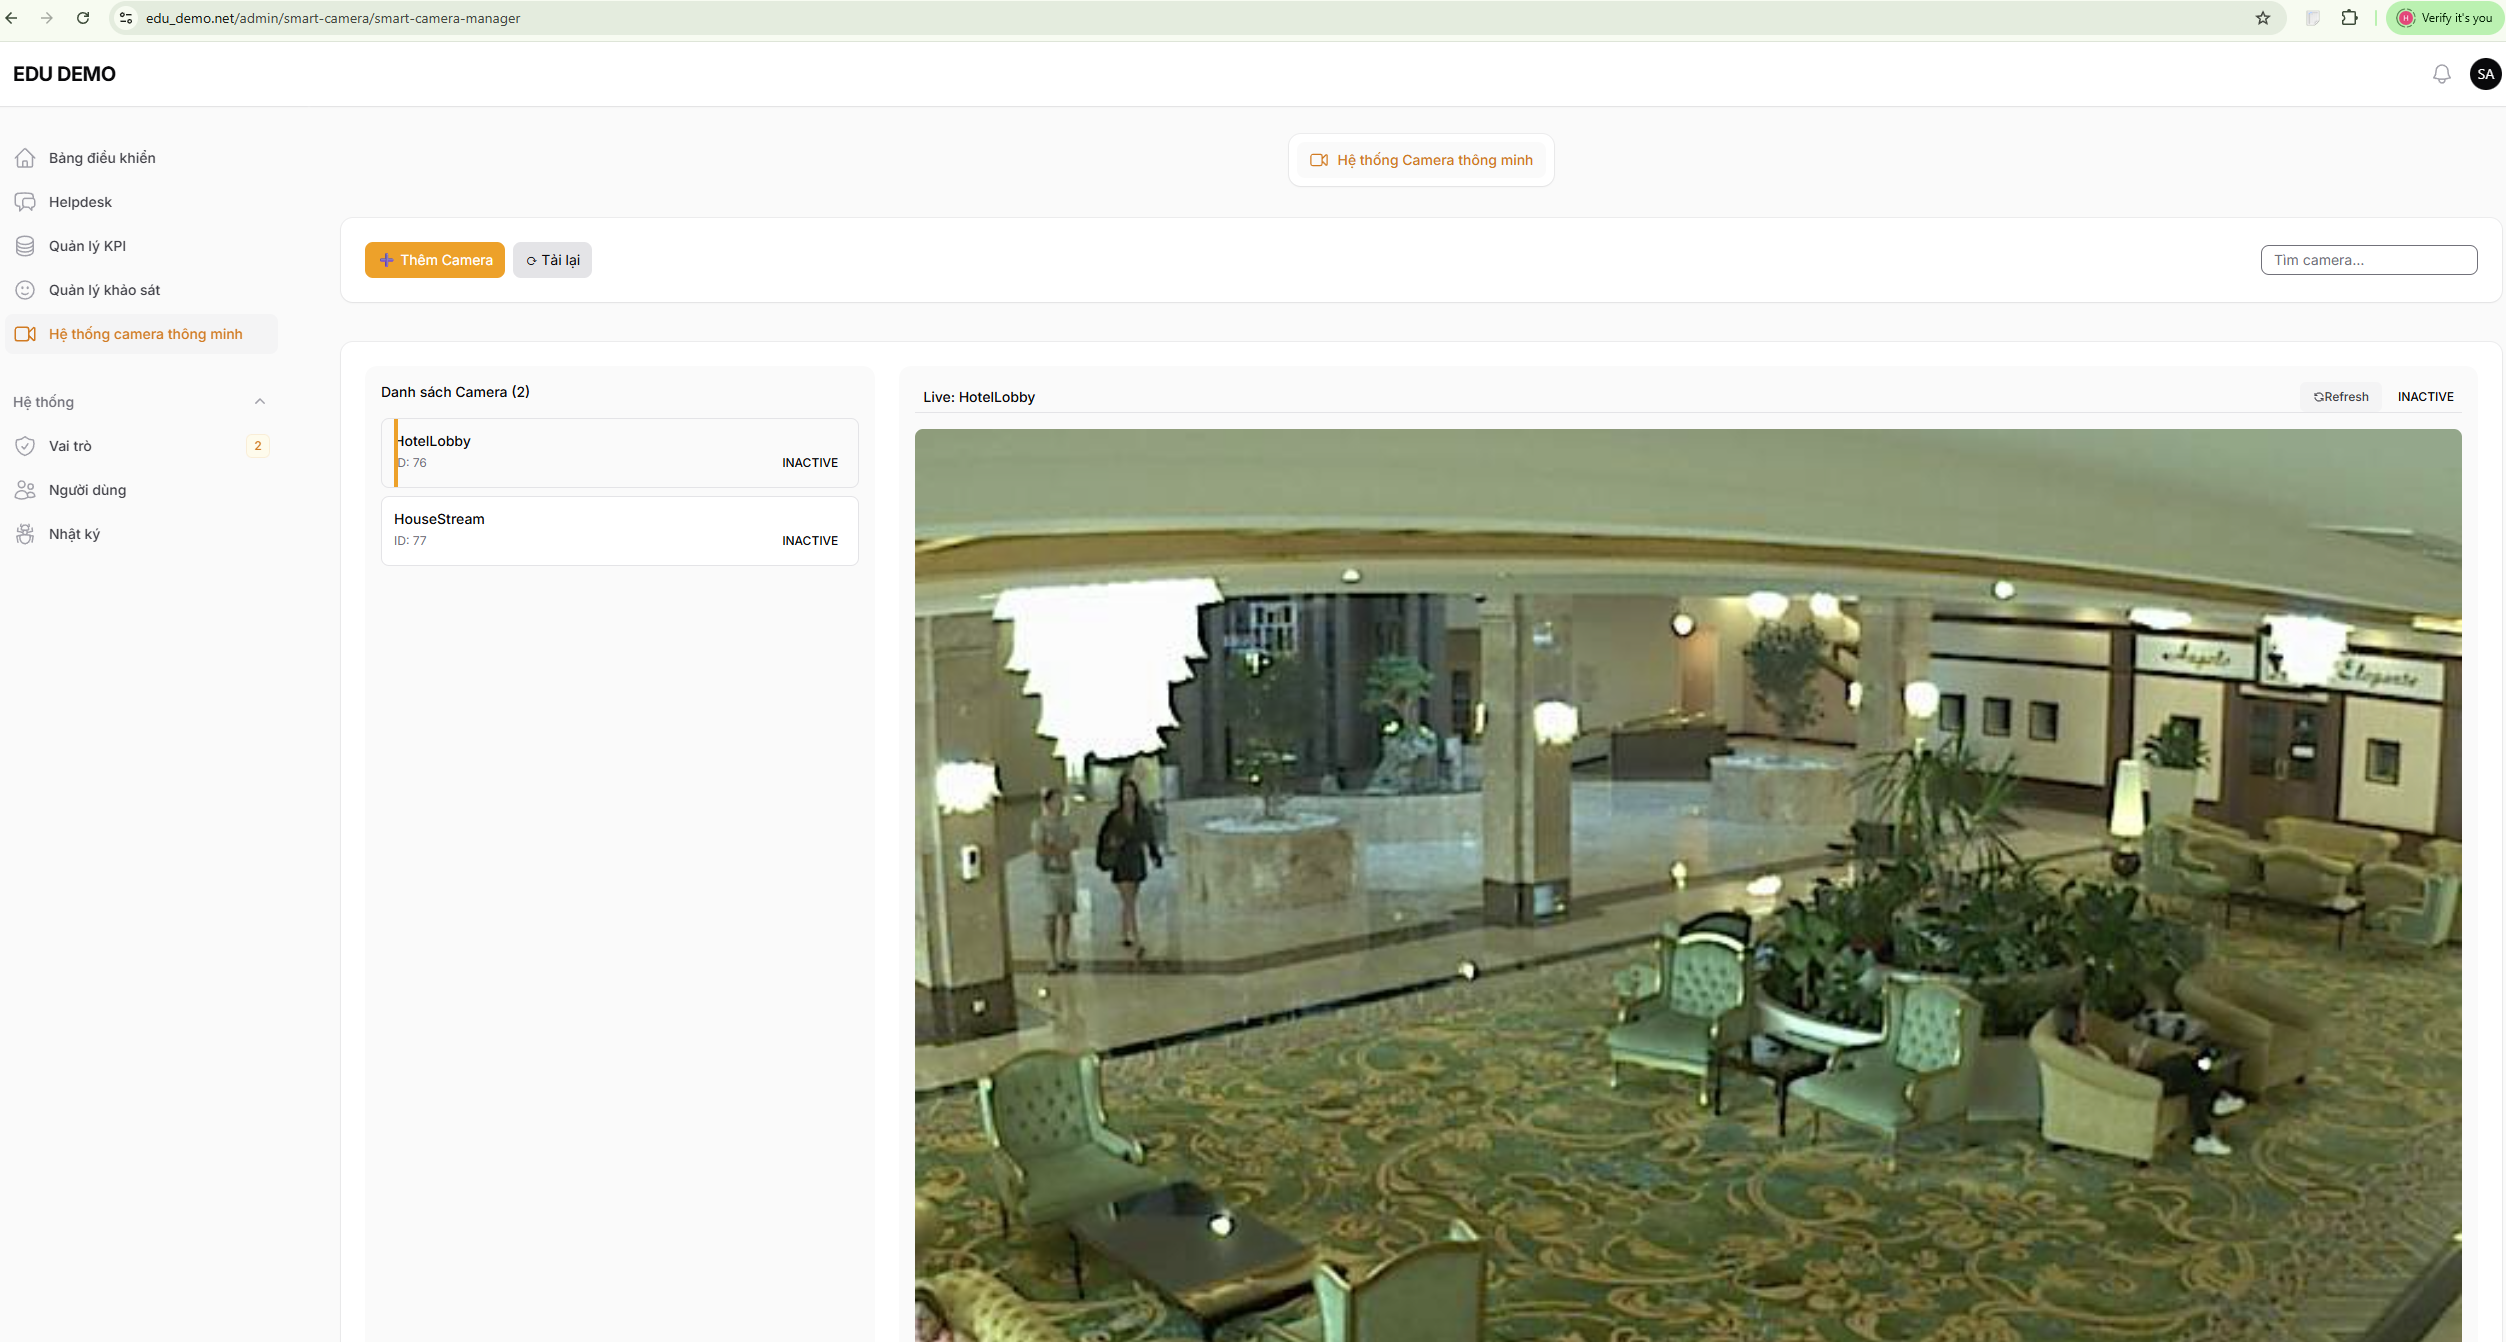 edu_demo.net/admin/smart-camera/smart-camera-manager
Verify it's you
EDU DEMO
SA
Bảng điều khiển
Helpdesk
Quản lý KPI
Quản lý khảo sát
Hệ thống camera thông minh
Hệ thống
Vai trò
2
Người dùng
Nhật ký
Hệ thống Camera thông minh
Thêm Camera
Tải lại
Tìm camera...
Danh sách Camera (2)
HotelLobby
ID: 76
INACTIVE
HouseStream
ID: 77
INACTIVE
Live: HotelLobby
Refresh
INACTIVE